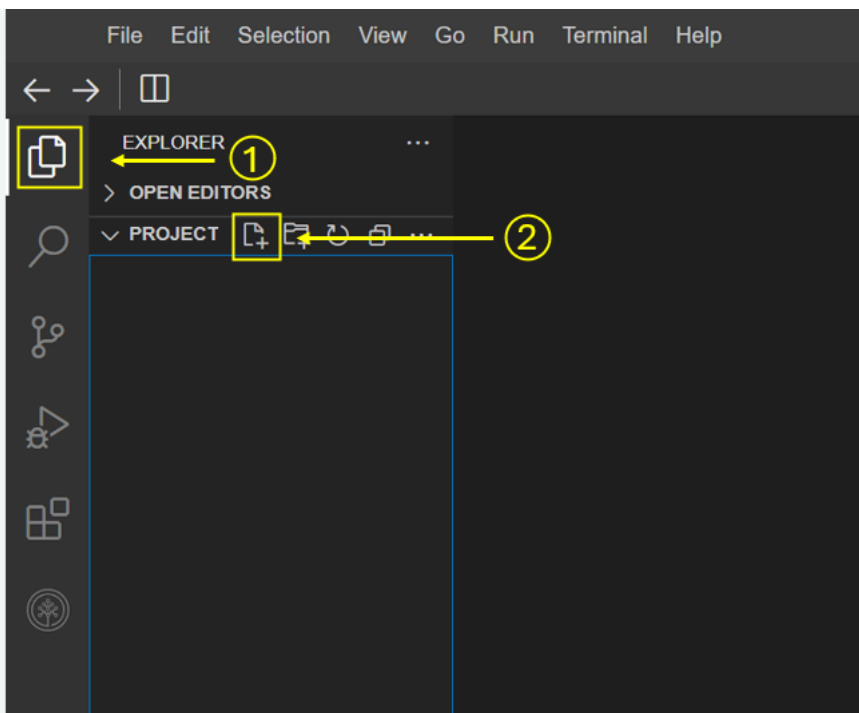 File Edit Selection View Go Run Terminal Help
EXPLORER ...
1
OPEN EDITORS
PROJECT ...
2